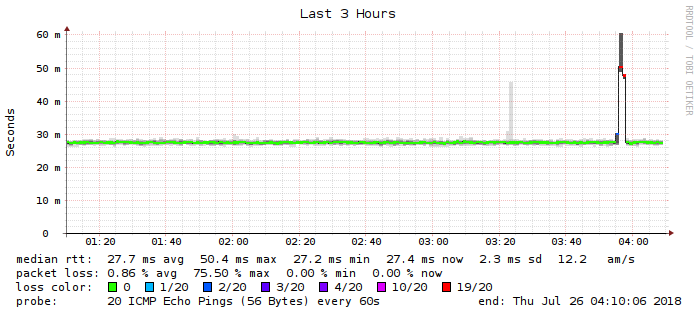 Last 3 Hours
RRDTOOL / TOBI OETIKER
60 m
50 m
40 m
30 m
20 m
10 m
0
Seconds
01:20 01:40 02:00 02:20 02:40 03:00 03:20 03:40 04:00
median rtt: 27.7 ms avg 50.4 ms max 27.2 ms min 27.4 ms now 2.3 ms sd 12.2 am/s
packet loss: 0.86 % avg 75.50 % max 0.00 % min 0.00 % now
loss color: 0 1/20 2/20 3/20 4/20 10/20 19/20
probe: 20 ICMP Echo Pings (56 Bytes) every 60s end: Thu Jul 26 04:10:06 2018